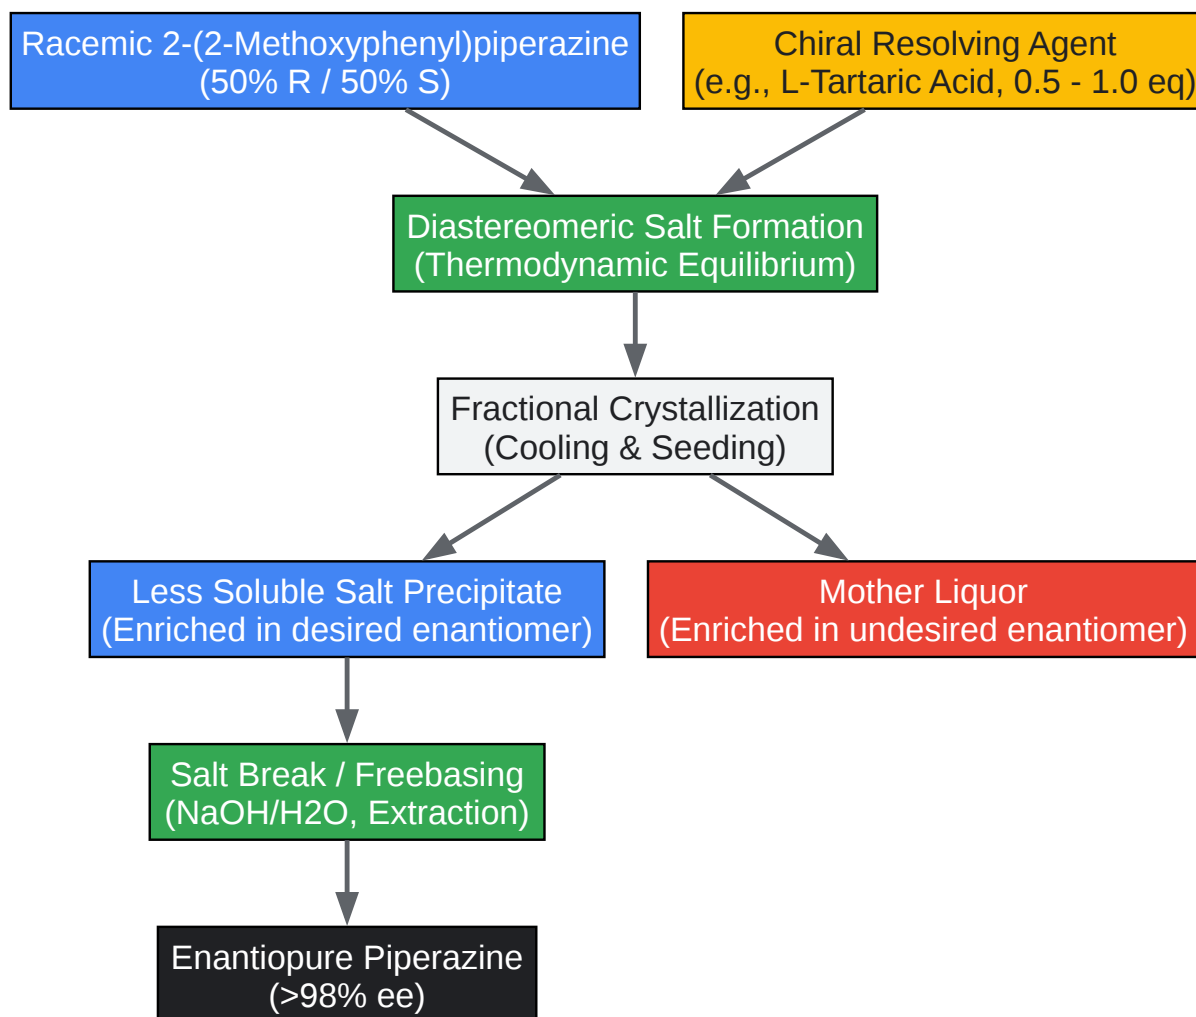 Racemic 2-(2-Methoxyphenyl)piperazine
(50% R / 50% S)
Chiral Resolving Agent
(e.g., L-Tartaric Acid, 0.5 - 1.0 eq)
Diastereomeric Salt Formation
(Thermodynamic Equilibrium)
Fractional Crystallization
(Cooling & Seeding)
Less Soluble Salt Precipitate
(Enriched in desired enantiomer)
Mother Liquor
(Enriched in undesired enantiomer)
Salt Break / Freebasing
(NaOH/H2O, Extraction)
Enantiopure Piperazine
(>98% ee)